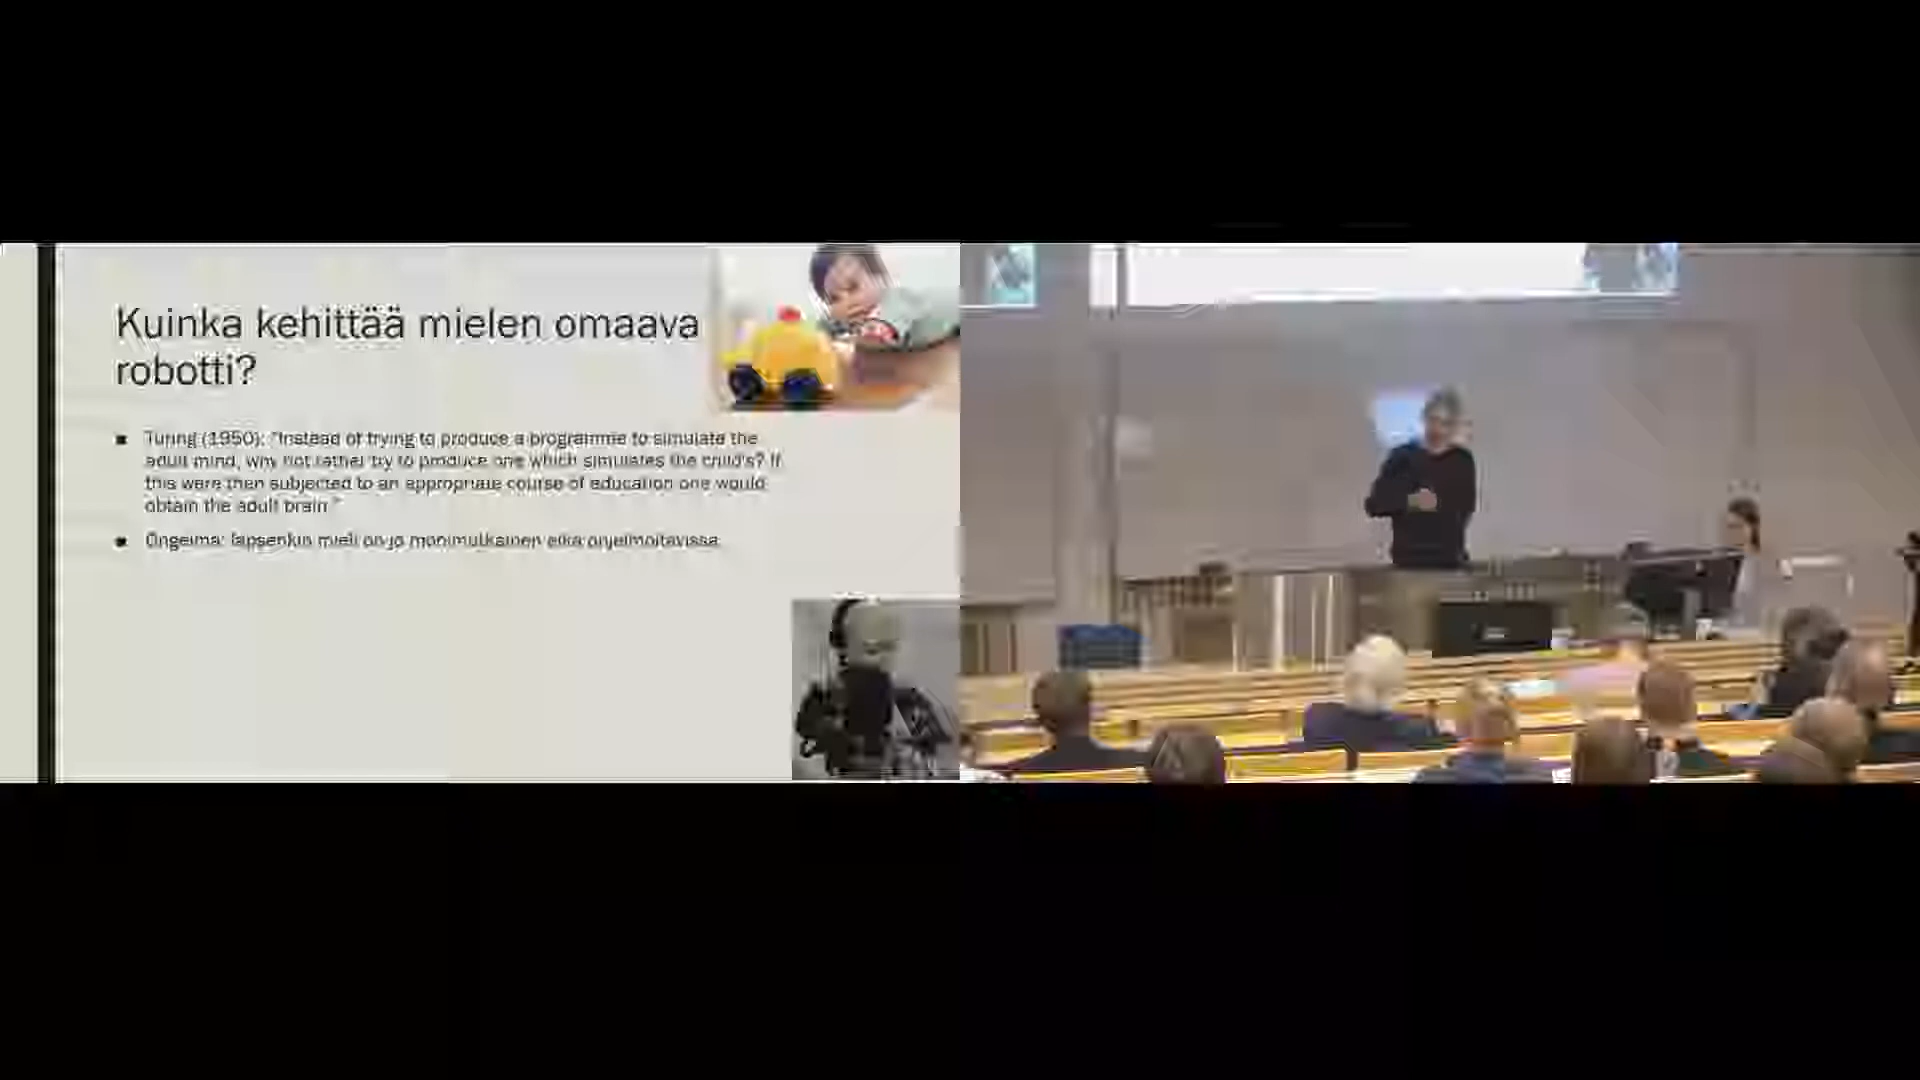 Kuinka kehittää mielen omaava
robotti?
Turing (1950): "Instead of trying to produce a programme to simulate the
adult mind, why not rather try to produce one which simulates the child's? If
this were then subjected to an appropriate course of education one would
obtain the adult brain."
Ongelma: lapsenkin mieli on jo monimutkainen eikä ohjelmoitavissa